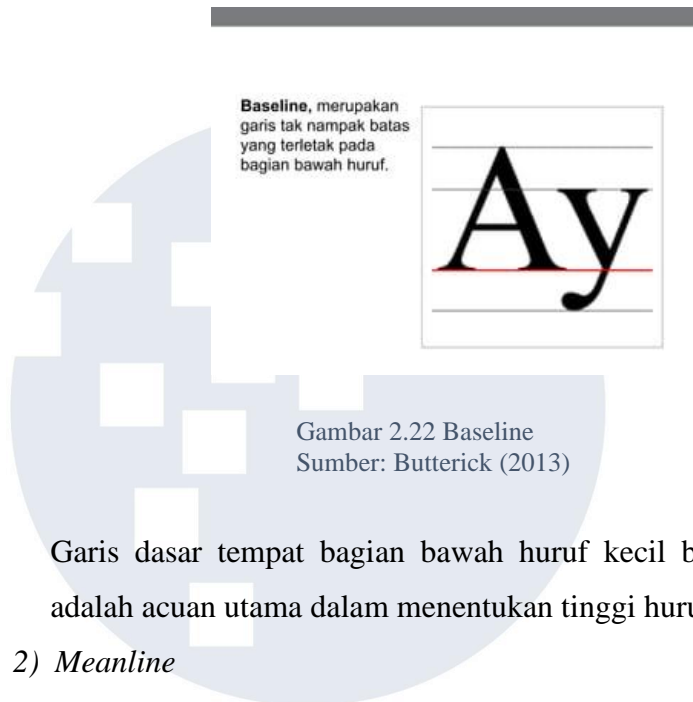 Baseline, merupakan
garis tak nampak batas
yang terletak pada
bagian bawah huruf.
Ay
Gambar 2.22 Baseline
Sumber: Butterick (2013)
Garis dasar tempat bagian bawah huruf kecil
adalah acuan utama dalam menentukan tinggi
2) Meanline